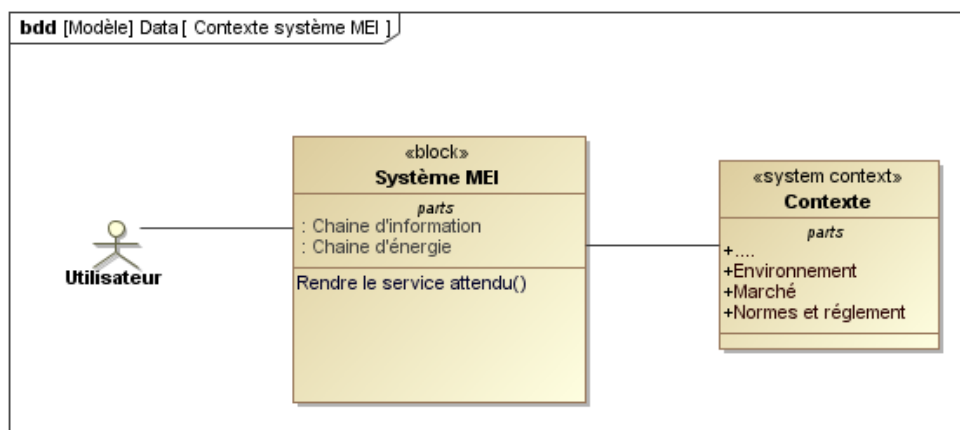 bdd [Modèle] Data [ Contexte système MEI ]
«block»
Système MEI
parts
: Chaine d'information
: Chaine d'énergie
Rendre le service attendu()
Utilisateur
«system context»
Contexte
parts
+....
+Environnement
+Marché
+Normes et réglement